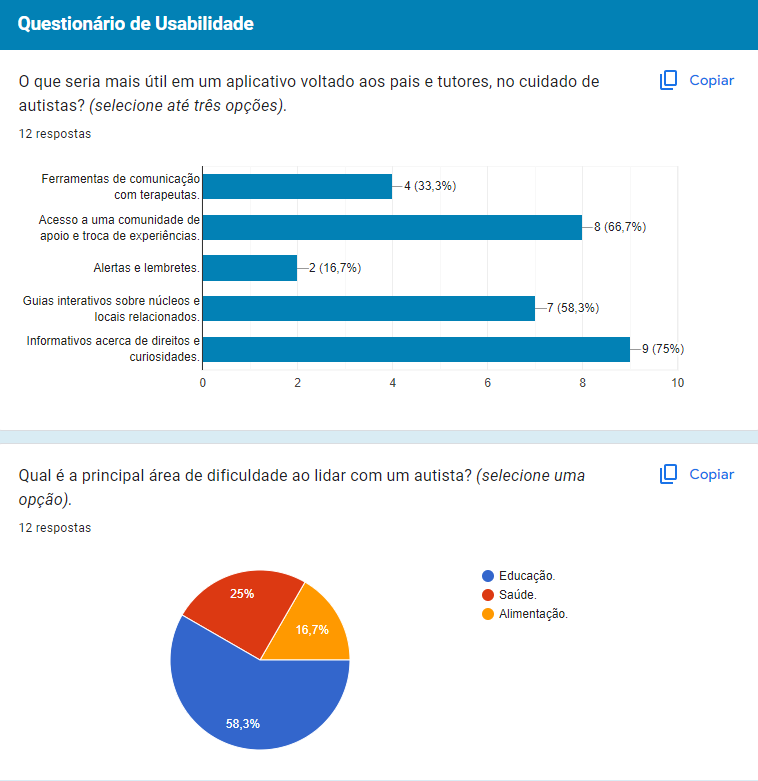 Questionário de Usabilidade
O que seria mais útil em um aplicativo voltado aos pais e tutores, no cuidado de
autistas? (selecione até três opções).
Copiar
12 respostas
Ferramentas de comunicação
com terapeutas.
4 (33,3%)
Acesso a uma comunidade de
apoio e troca de experiências.
8 (66,7%)
Alertas e lembretes.
2 (16,7%)
Guias interativos sobre núcleos e
locais relacionados.
7 (58,3%)
Informativos acerca de direitos e
curiosidades.
9 (75%)
0 2 4 6 8 10
Qual é a principal área de dificuldade ao lidar com um autista? (selecione uma
opção).
Copiar
12 respostas
Educação.
Saúde.
Alimentação.
25%
16,7%
58,3%